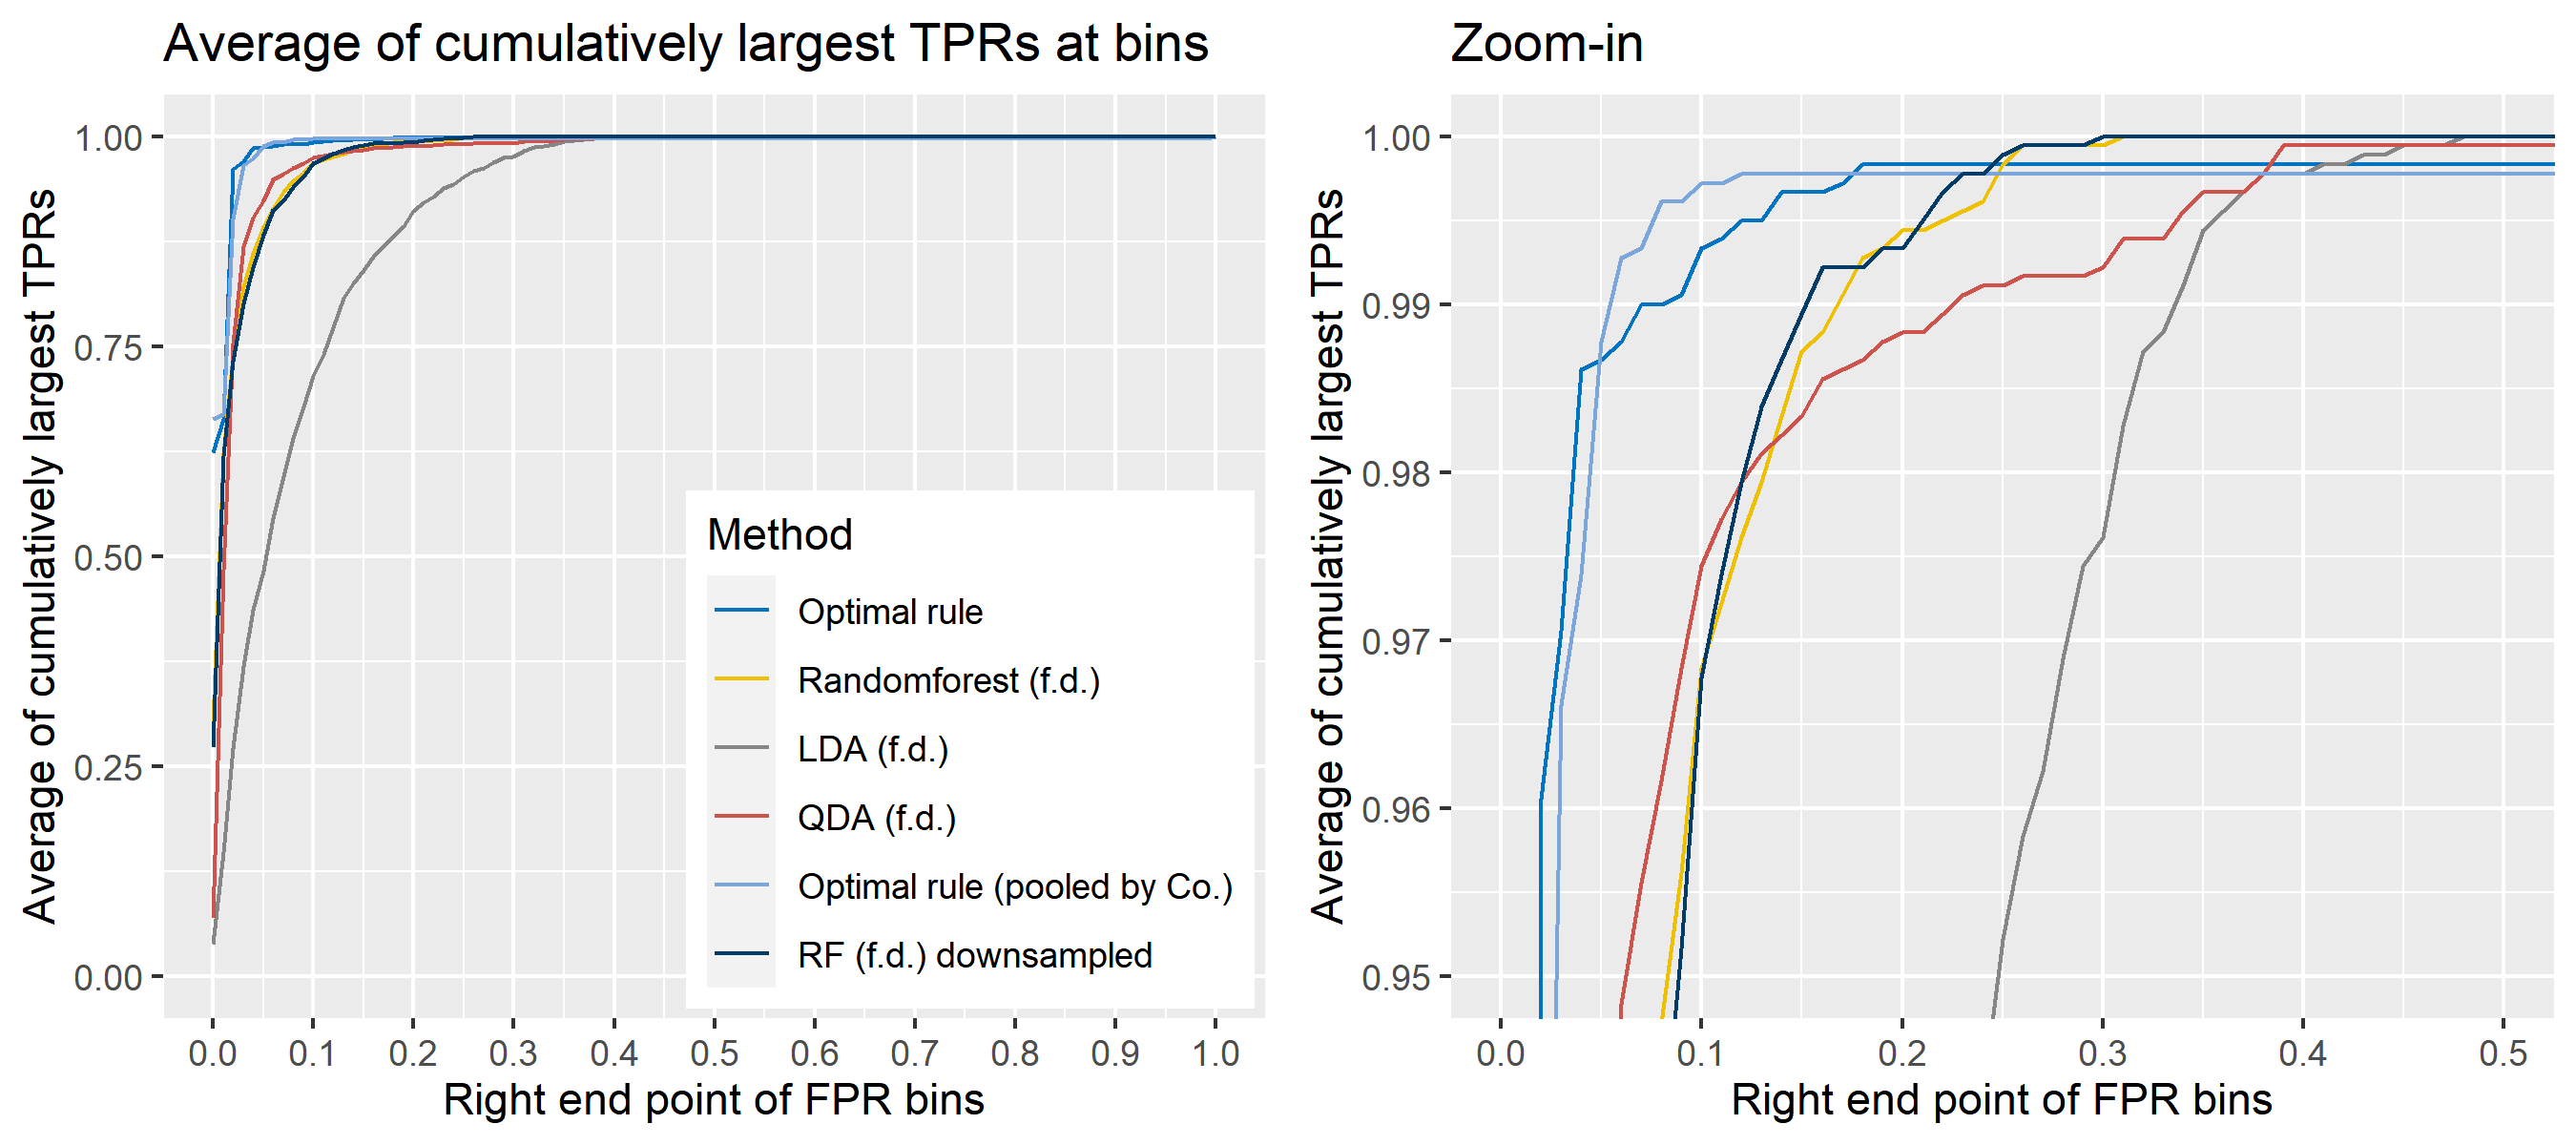 Average of cumulatively largest TPRs at bins
Average of cumulatively largest TPRs
1.00
0.75
0.50
0.25
0.00
Method
Optimal rule
Randomforest (f.d.)
LDA (f.d.)
QDA (f.d.)
Optimal rule (pooled by Co.)
RF (f.d.) downsampled
0.0 0.1 0.2 0.3 0.4 0.5 0.6 0.7 0.8 0.9 1.0
Right end point of FPR bins
Zoom-in
Average of cumulatively largest TPRs
1.00
0.99
0.98
0.97
0.96
0.95
0.0 0.1 0.2 0.3 0.4 0.5
Right end point of FPR bins